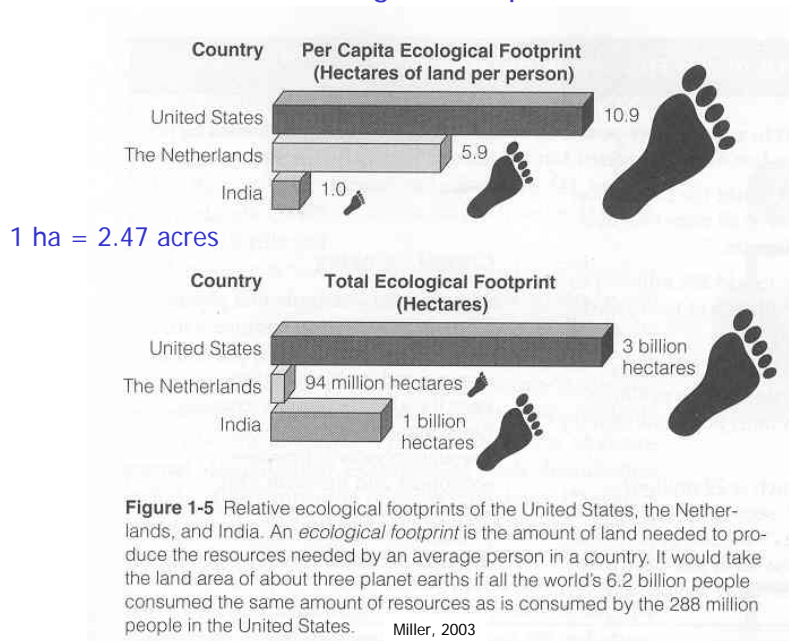 Country Per Capita Ecological Footprint
(Hectares of land per person)
United States 10.9
The Netherlands 5.9
India 1.0
1 ha = 2.47 acres
Country Total Ecological Footprint
(Hectares)
United States 3 billion
hectares
The Netherlands 94 million hectares
India 1 billion
hectares
Figure 1-5 Relative ecological footprints of the United States, the Nether-
lands, and India. An ecological footprint is the amount of land needed to pro-
duce the resources needed by an average person in a country. It would take
the land area of about three planet earths if all the world's 6.2 billion people
consumed the same amount of resources as is consumed by the 288 million
people in the United States. Miller, 2003